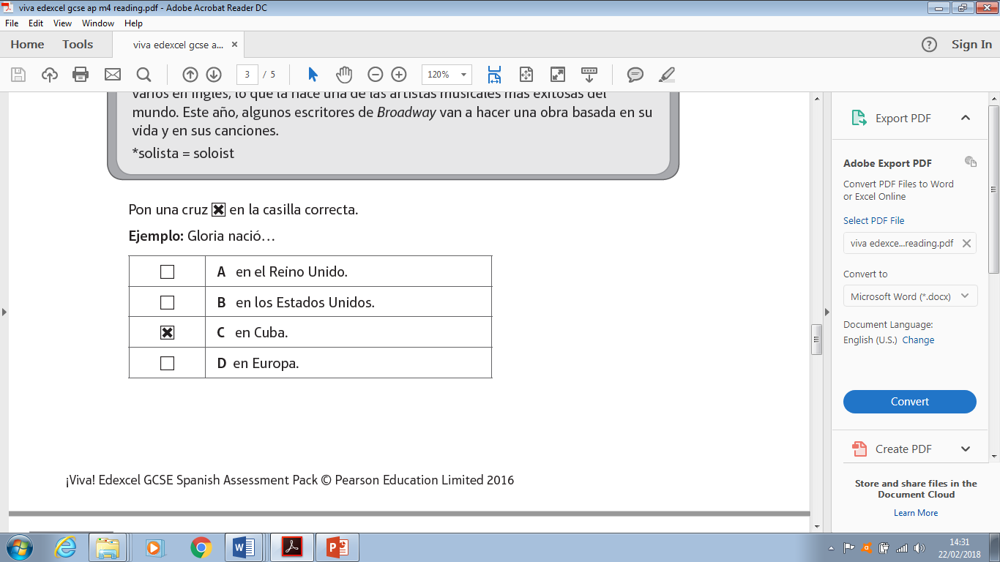 viva edexcel gcse ap m4 reading.pdf - Adobe Acrobat Reader DC
File Edit View Window Help
Home Tools viva edexcel gcse a... × Sign In
3 / 5 120%
varios en inglés, lo que la hace una de las artistas musicales más exitosas del
mundo. Este año, algunos escritores de Broadway van a hacer una obra basada en su
vida y en sus canciones.
*solista = soloist
Pon una cruz en la casilla correcta.
Ejemplo: Gloria nació…
A en el Reino Unido.
B en los Estados Unidos.
C en Cuba.
D en Europa.
¡Viva! Edexcel GCSE Spanish Assessment Pack © Pearson Education Limited 2016
Export PDF
Adobe Export PDF
Convert PDF Files to Word
or Excel Online
Select PDF File
viva edexce...reading.pdf
Convert to
Microsoft Word (*.docx)
Document Language:
English (U.S.) Change
Convert
Create PDF
Store and share files in the
Document Cloud
Learn More
14:31
22/02/2018